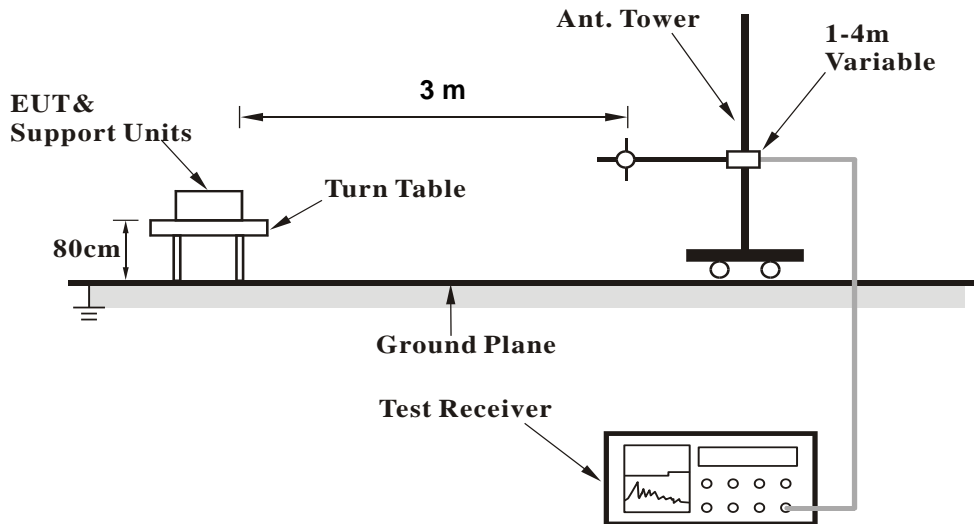 Ant. Tower
1-4m
Variable
3 m
EUT&
Support Units
Turn Table
80cm
Ground Plane
Test Receiver